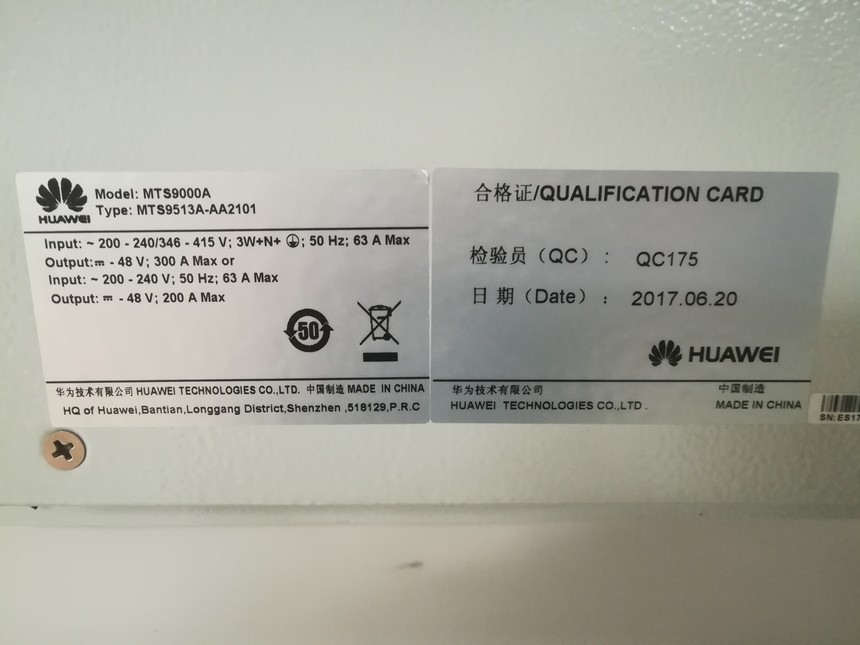 HUAWEI
Model: MTS9000A
Type: MTS9513A-AA2101
Input: ~ 200 - 240/346 - 415 V; 3W+N+ ⏚; 50 Hz; 63 A Max
Output:⎓ - 48 V; 300 A Max or
Input: ~ 200 - 240 V; 50 Hz; 63 A Max
Output: ⎓ - 48 V; 200 A Max
50
华为技术有限公司 HUAWEI TECHNOLOGIES CO.,LTD. 中国制造 MADE IN CHINA
HQ of Huawei,Bantian,Longgang District,Shenzhen ,518129,P.R.C
合格证/QUALIFICATION CARD
检验员（QC）: QC175
日 期（Date）: 2017.06.20
HUAWEI
华为技术有限公司 中国制造
HUAWEI TECHNOLOGIES CO.,LTD . MADE IN CHINA
SN:ES17